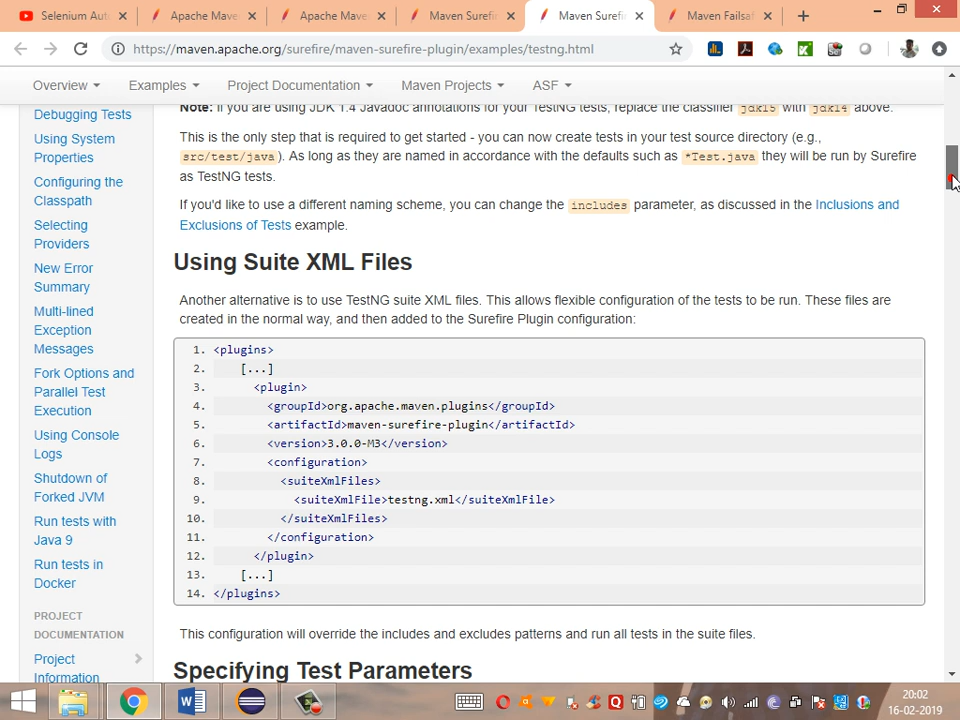 Selenium Aut
Apache Mave
Apache Mave
Maven Surefi
Maven Surefi
Maven Failsaf
https://maven.apache.org/surefire/maven-surefire-plugin/examples/testng.html
Overview
Examples
Project Documentation
Maven Projects
ASF
Debugging Tests
Using System
Properties
Configuring the
Classpath
Selecting
Providers
New Error
Summary
Multi-lined
Exception
Messages
Fork Options and
Parallel Test
Execution
Using Console
Logs
Shutdown of
Forked JVM
Run tests with
Java 9
Run tests in
Docker
PROJECT
DOCUMENTATION
Project
Information
Note: If you are using JDK 1.4 Javadoc annotations for your TestNG tests, replace the classifier jdk15 with jdk14 above.
This is the only step that is required to get started - you can now create tests in your test source directory (e.g.,
src/test/java). As long as they are named in accordance with the defaults such as *Test.java they will be run by Surefire
as TestNG tests.
If you'd like to use a different naming scheme, you can change the includes parameter, as discussed in the Inclusions and
Exclusions of Tests example.
Using Suite XML Files
Another alternative is to use TestNG suite XML files. This allows flexible configuration of the tests to be run. These files are
created in the normal way, and then added to the Surefire Plugin configuration:
1. <plugins>
2. [...]
3. <plugin>
4. <groupId>org.apache.maven.plugins</groupId>
5. <artifactId>maven-surefire-plugin</artifactId>
6. <version>3.0.0-M3</version>
7. <configuration>
8. <suiteXmlFiles>
9. <suiteXmlFile>testng.xml</suiteXmlFile>
10. </suiteXmlFiles>
11. </configuration>
12. </plugin>
13. [...]
14. </plugins>
This configuration will override the includes and excludes patterns and run all tests in the suite files.
Specifying Test Parameters
20:02
16-02-2019